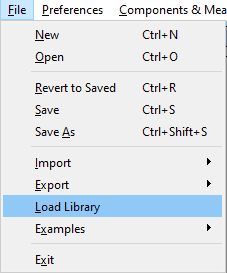 File Preferences Components & Mea
New Ctrl+N
Open Ctrl+O
Revert to Saved Ctrl+R
Save Ctrl+S
Save As Ctrl+Shift+S
Import
Export
Load Library
Examples
Exit